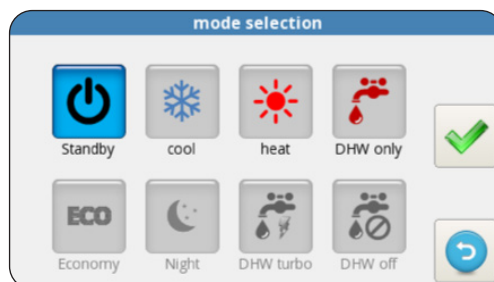 mode selection
Standby cool heat DHW only
ECO
Economy Night DHW turbo DHW off